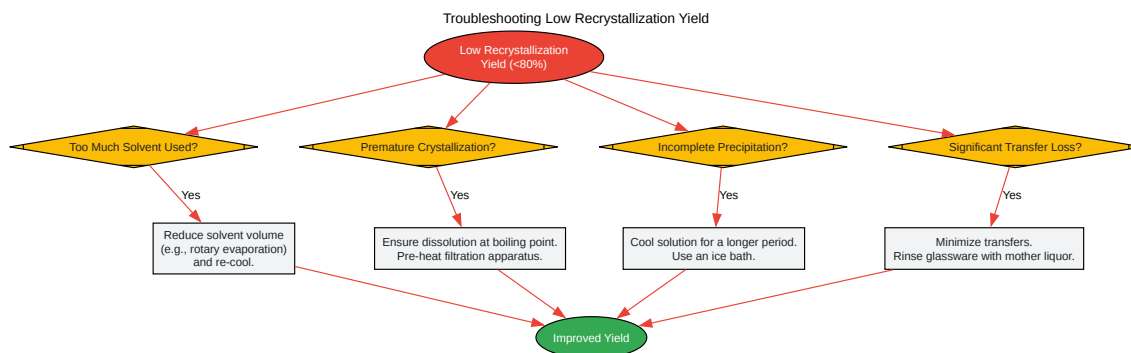 Troubleshooting Low Recrystallization Yield
Low Recrystallization
Yield (<80%)
Too Much Solvent Used?
Premature Crystallization?
Incomplete Precipitation?
Significant Transfer Loss?
Yes
Yes
Yes
Yes
Reduce solvent volume
(e.g., rotary evaporation)
and re-cool.
Ensure dissolution at boiling point.
Pre-heat filtration apparatus.
Cool solution for a longer period.
Use an ice bath.
Minimize transfers.
Rinse glassware with mother liquor.
Improved Yield